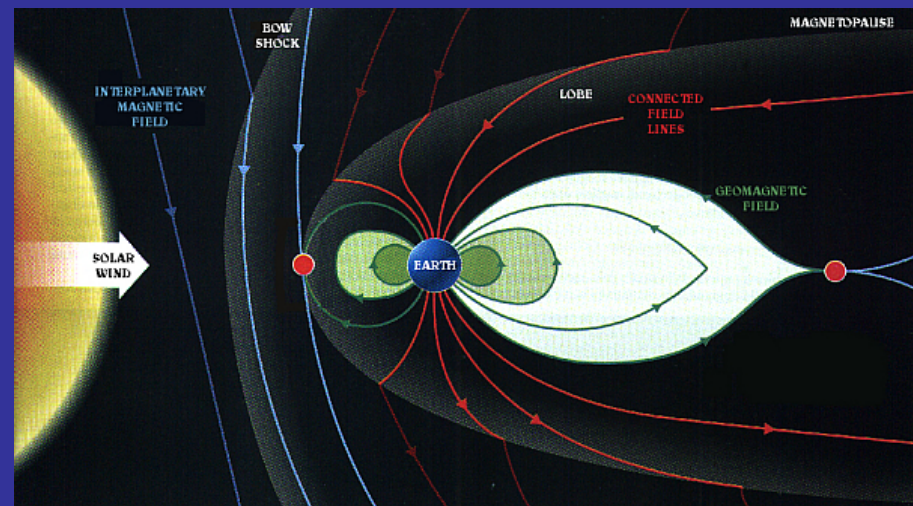 BOW
SHOCK
MAGNETOPAUSE
INTERPLANETARY
MAGNETIC
FIELD
LOBE
CONNECTED
FIELD
LINES
GEOMAGNETIC
FIELD
SOLAR
WIND
EARTH